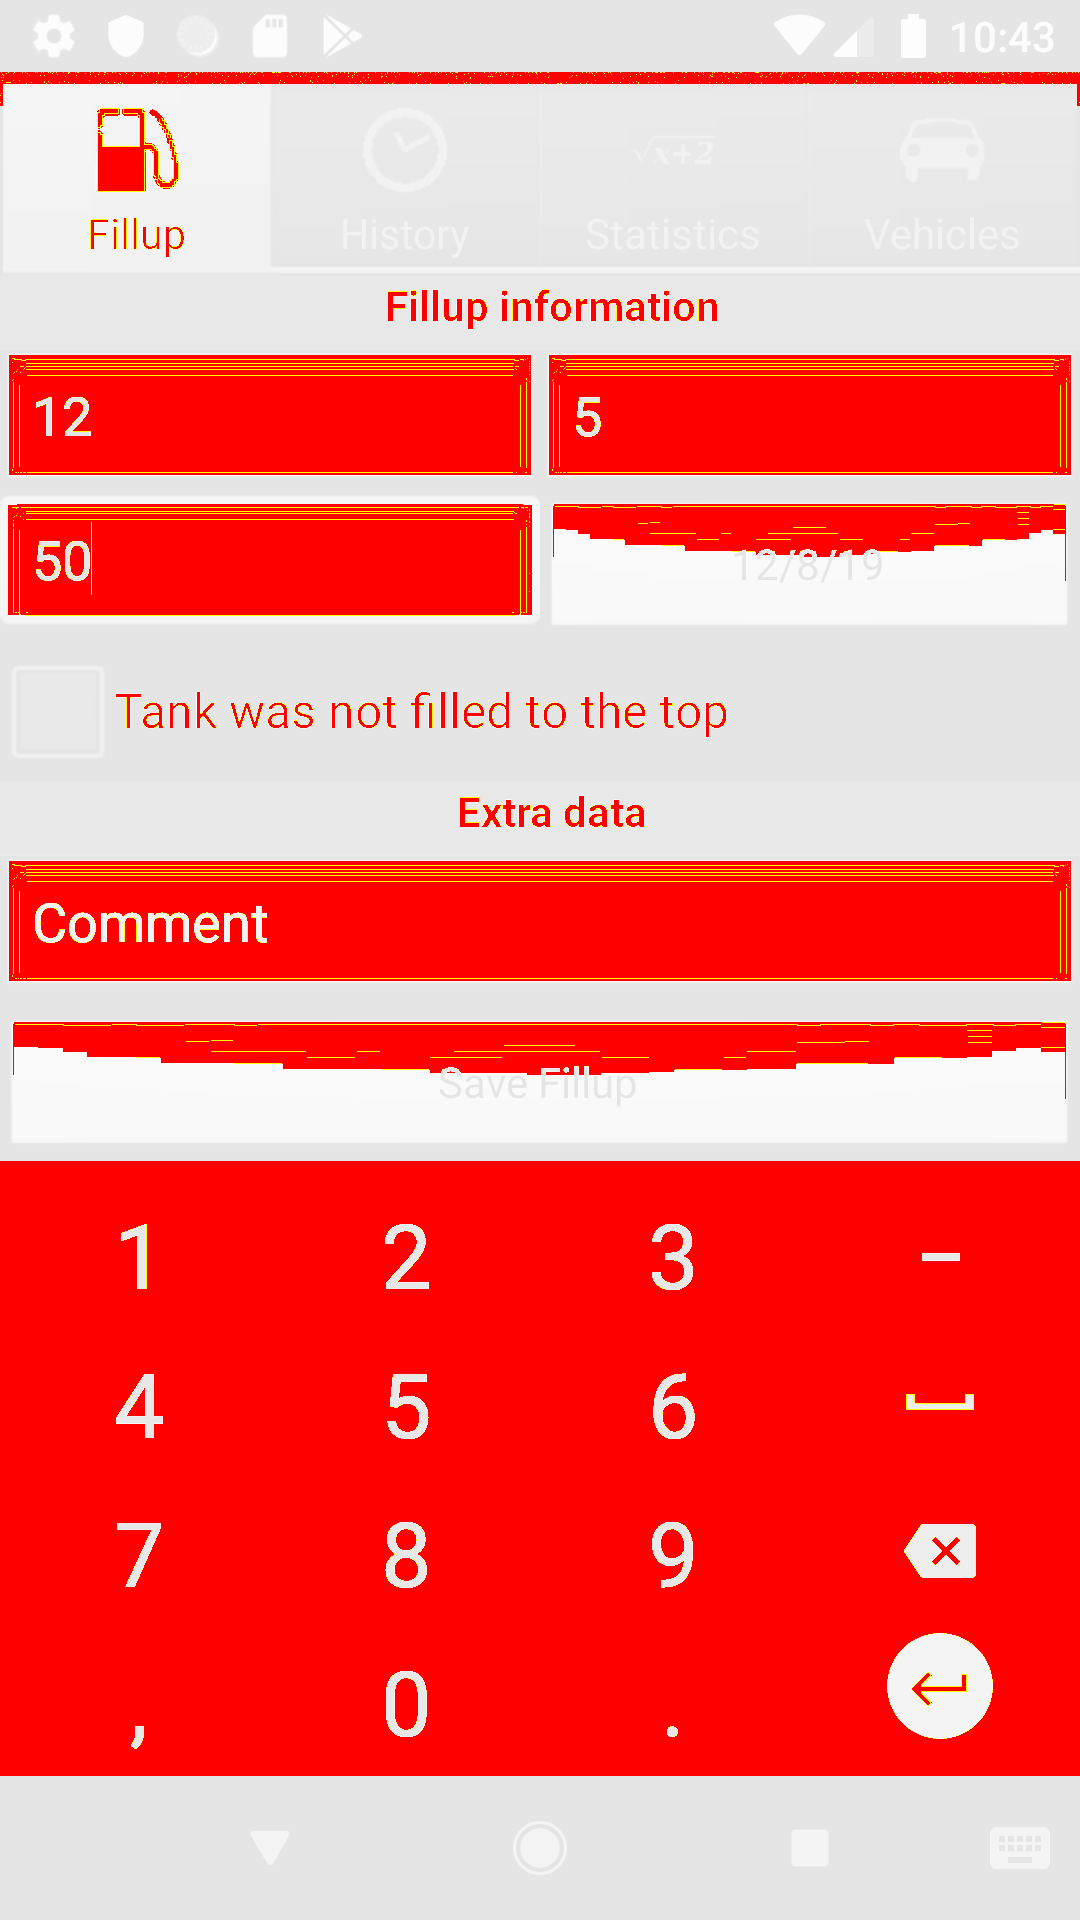 10:43
Fillup History √x+2 Statistics Vehicles
Fillup information
12 5
50 12/8/19
Tank was not filled to the top
Extra data
Comment
Save Fillup
1 2 3 –
4 5 6
7 8 9
, 0 .